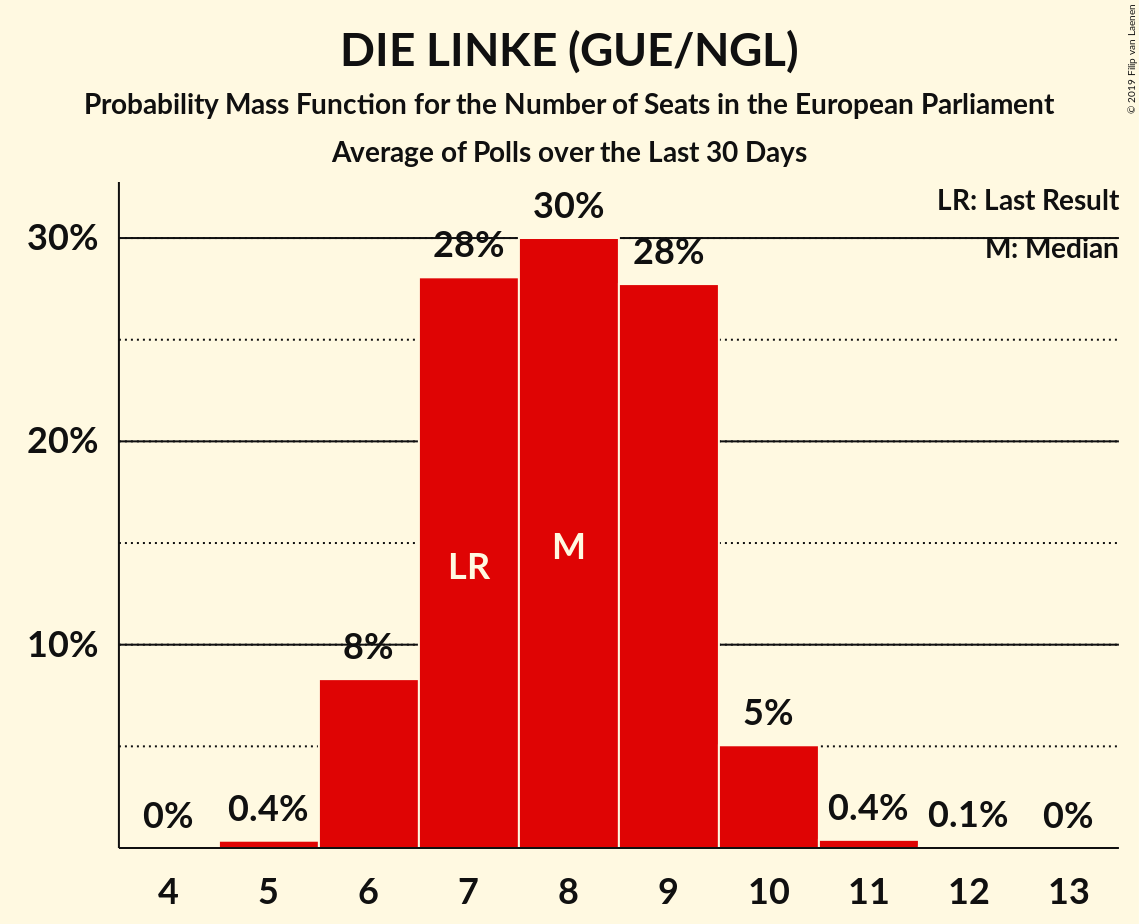 DIE LINKE (GUE/NGL)
Probability Mass Function for the Number of Seats in the European Parliament
Average of Polls over the Last 30 Days
© 2019 Filip van Laenen
LR: Last Result
M: Median
30%
20%
10%
0%
0.4%
8%
28%
30%
28%
5%
0.4%
0.1%
0%
LR
M
4 5 6 7 8 9 10 11 12 13